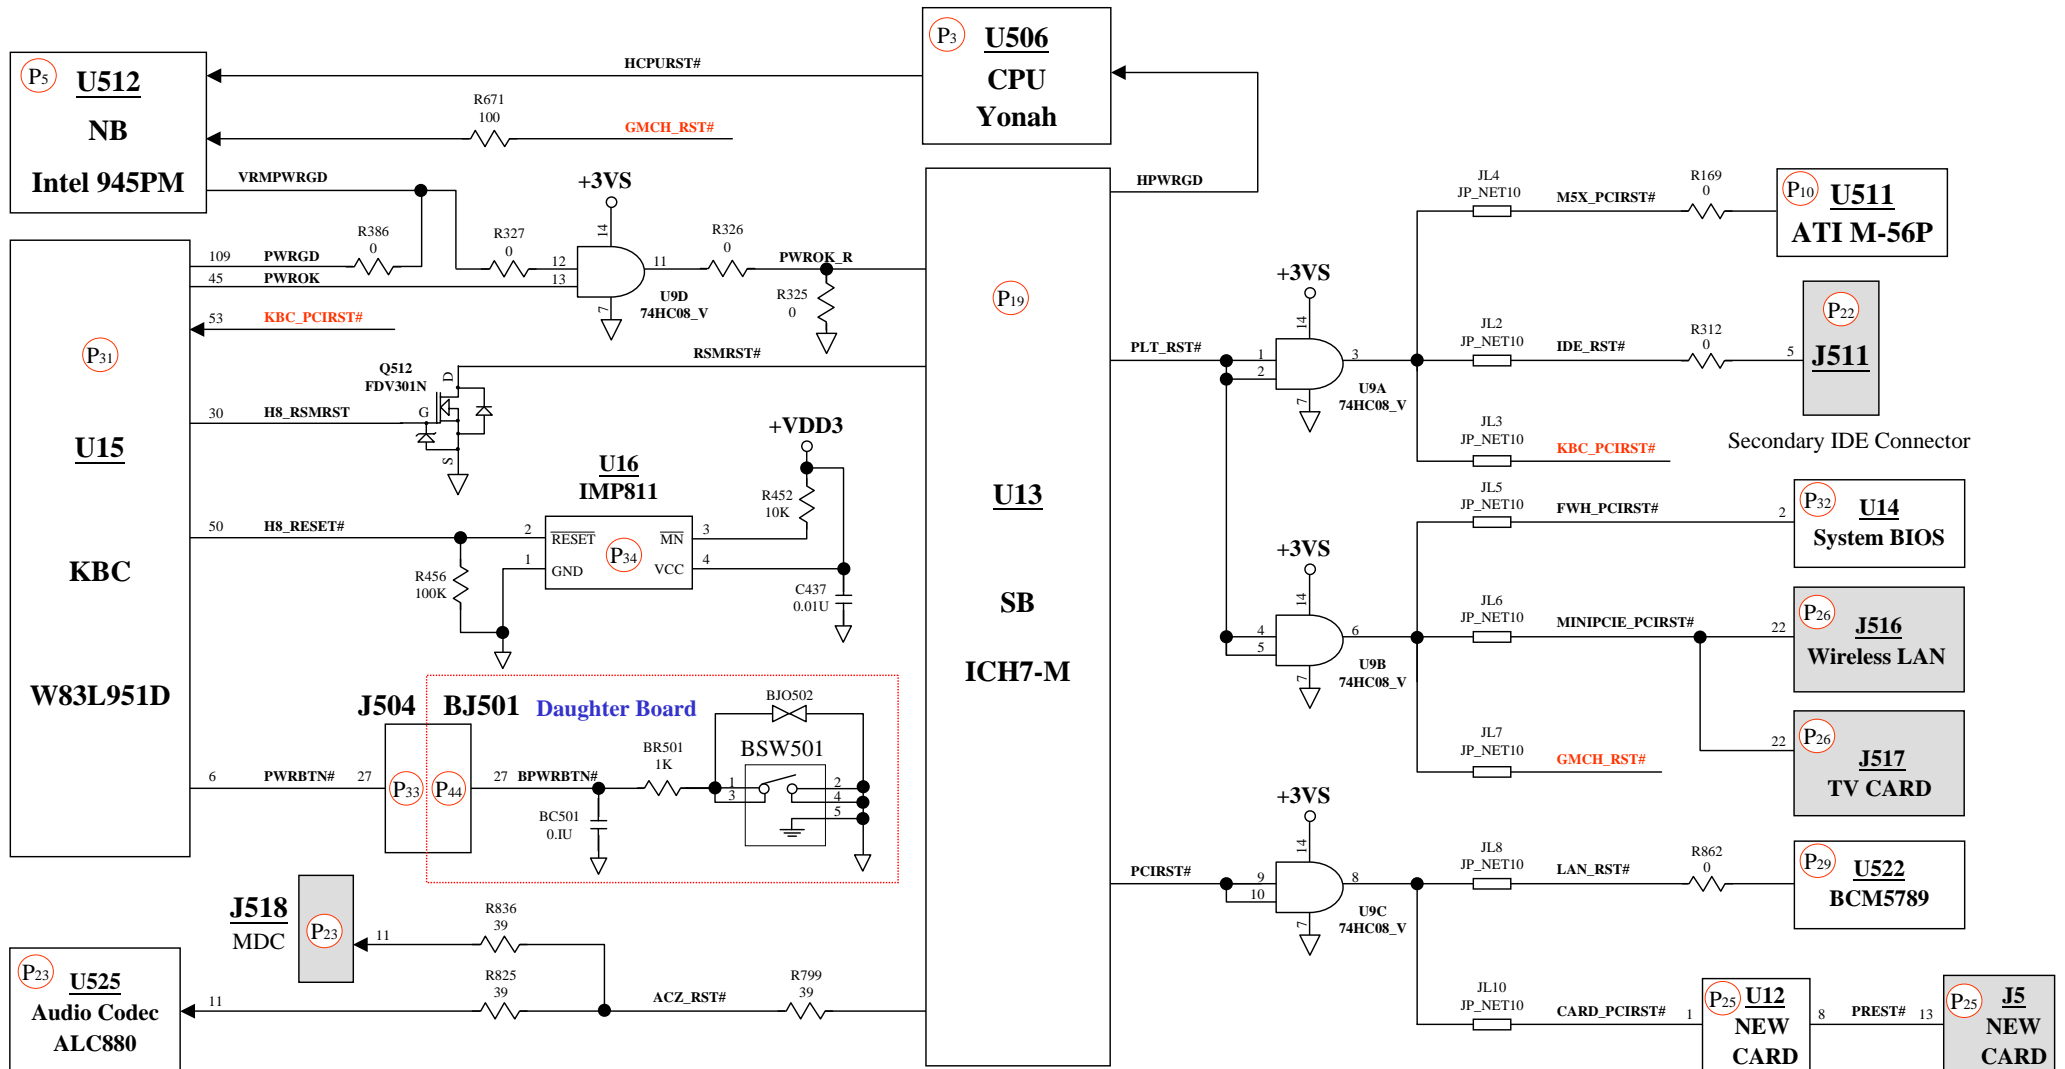 P5 U512
NB
Intel 945PM
HCPURST#
R671
100
GMCH_RST#
VRMPWRGD
P3 U506
CPU
Yonah
HPWRGD
+3VS
14
R386
0
R327
0
R326
0
109 PWRGD
45 PWROK
12
13
11
7
U9D
74HC08_V
PWROK_R
R325
0
53 KBC_PCIRST#
P31
U15
KBC
W83L951D
RSMRST#
Q512
FDV301N
D
G
S
30 H8_RSMRST
+VDD3
U16
IMP811
R452
10K
50 H8_RESET#
2 RESET
1 GND
P34
MN 3
VCC 4
R456
100K
C437
0.01U
J504 BJ501 Daughter Board
6 PWRBTN# 27
P33 P44
27 BPWRBTN#
BR501
1K
BC501
0.1U
BJO502
BSW501
1
3
2
4
5
J518
MDC
P23
11
R836
39
P23 U525
Audio Codec
ALC880
11
R825
39
ACZ_RST#
R799
39
P19
U13
SB
ICH7-M
PLT_RST#
+3VS
14
1
2
3
7
U9A
74HC08_V
JL4
JP_NET10
M5X_PCIRST#
R169
0
P10 U511
ATI M-56P
JL2
JP_NET10
IDE_RST#
R312
0
5
P22
J511
Secondary IDE Connector
JL3
JP_NET10
KBC_PCIRST#
+3VS
14
4
5
6
7
U9B
74HC08_V
JL5
JP_NET10
FWH_PCIRST#
2
P32 U14
System BIOS
JL6
JP_NET10
MINIPCIE_PCIRST#
22
P26
J516
Wireless LAN
22
P26
J517
TV CARD
JL7
JP_NET10
GMCH_RST#
PCIRST#
+3VS
14
9
10
8
7
U9C
74HC08_V
JL8
JP_NET10
LAN_RST#
R862
0
P29 U522
BCM5789
JL10
JP_NET10
CARD_PCIRST#
1
P25 U12
NEW
CARD
8 PREST# 13
P25 J5
NEW
CARD